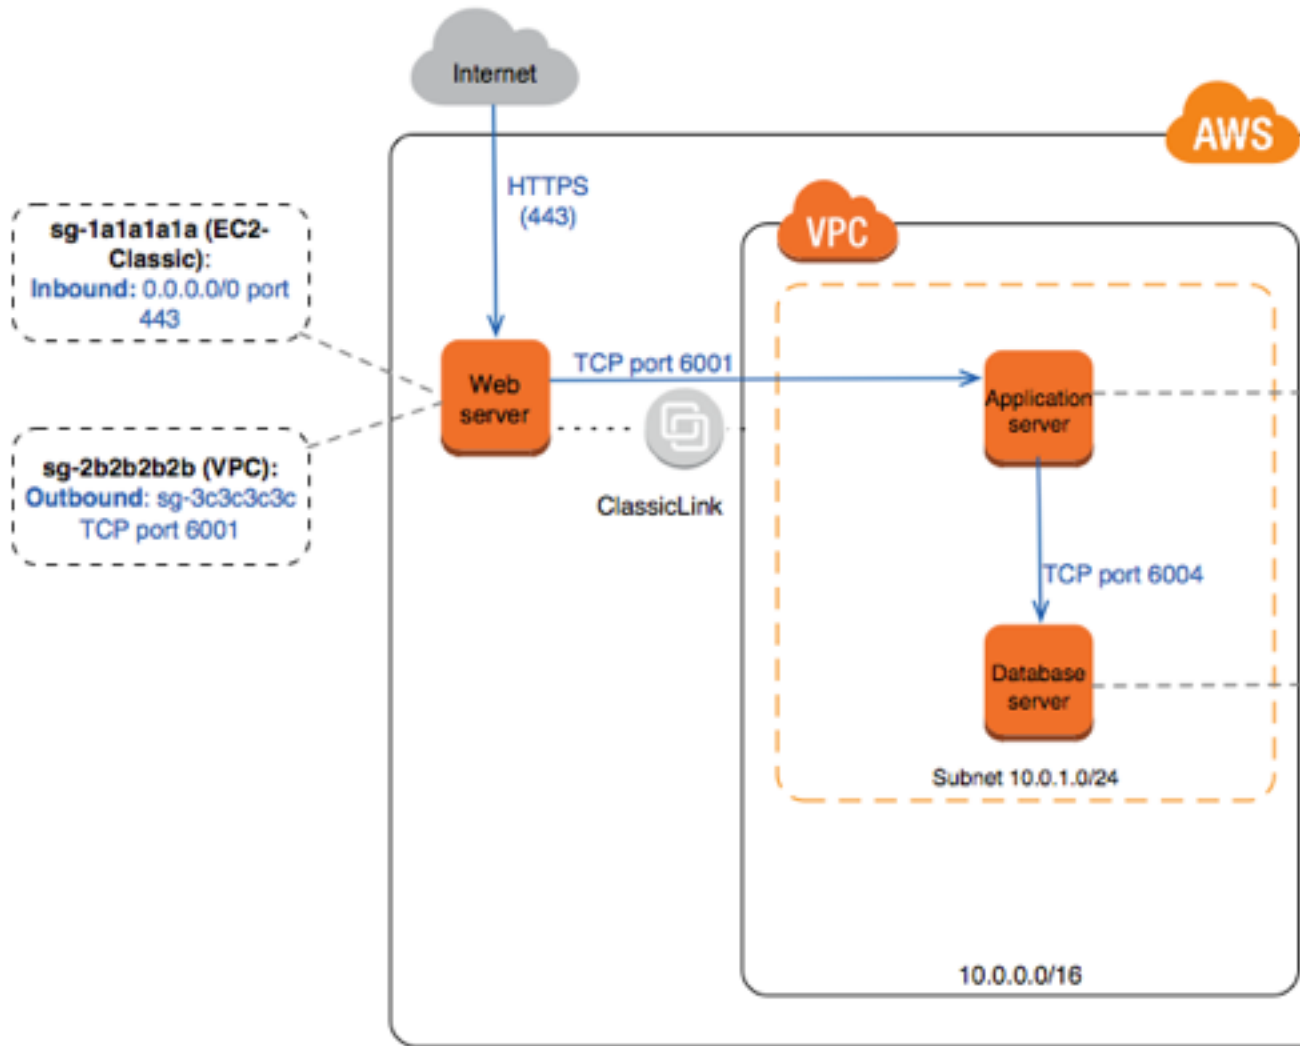 Internet
AWS
HTTPS
(443)
VPC
sg-1a1a1a1a (EC2-
Classic):
Inbound: 0.0.0.0/0 port
443
TCP port 6001
Web
server
Application
server
sg-2b2b2b2b (VPC):
Outbound: sg-3c3c3c3c
TCP port 6001
ClassicLink
TCP port 6004
Database
server
Subnet 10.0.1.0/24
10.0.0.0/16